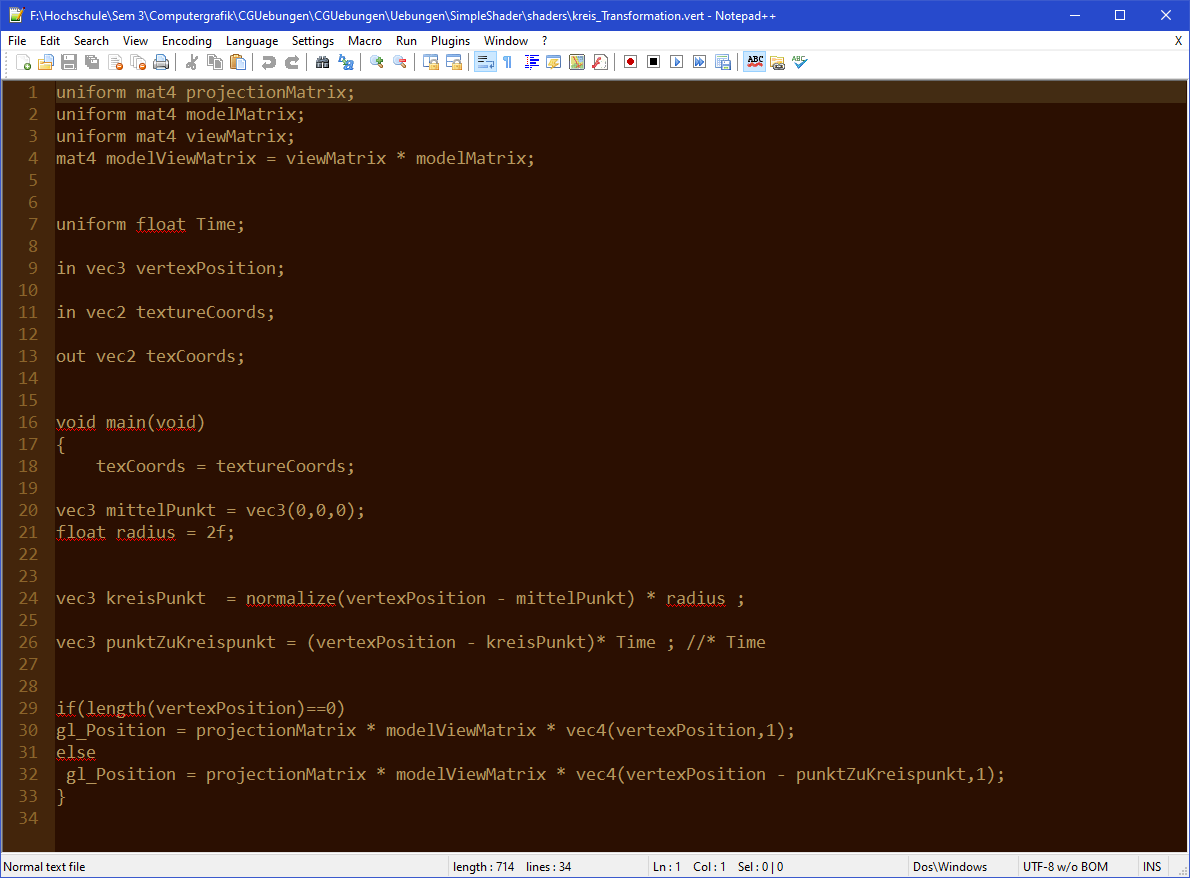 F:\Hochschule\Sem 3\Computergrafik\CGUebungen\CGUebungen\Uebungen\SimpleShader\shaders\kreis_Transformation.vert - Notepad++
File Edit Search View Encoding Language Settings Macro Run Plugins Window ? X
ABC ABC
1 uniform mat4 projectionMatrix;
2 uniform mat4 modelMatrix;
3 uniform mat4 viewMatrix;
4 mat4 modelViewMatrix = viewMatrix * modelMatrix;
5
6
7 uniform float Time;
8
9 in vec3 vertexPosition;
10
11 in vec2 textureCoords;
12
13 out vec2 texCoords;
14
15
16 void main(void)
17 {
18     texCoords = textureCoords;
19
20 vec3 mittelPunkt = vec3(0,0,0);
21 float radius = 2f;
22
23
24 vec3 kreisPunkt  = normalize(vertexPosition - mittelPunkt) * radius ;
25
26 vec3 punktZuKreispunkt = (vertexPosition - kreisPunkt)* Time ; //* Time
27
28
29 if(length(vertexPosition)==0)
30 gl_Position = projectionMatrix * modelViewMatrix * vec4(vertexPosition,1);
31 else
32  gl_Position = projectionMatrix * modelViewMatrix * vec4(vertexPosition - punktZuKreispunkt,1);
33 }
34
Normal text file length : 714 lines : 34 Ln : 1 Col : 1 Sel : 0 | 0 Dos\Windows UTF-8 w/o BOM INS